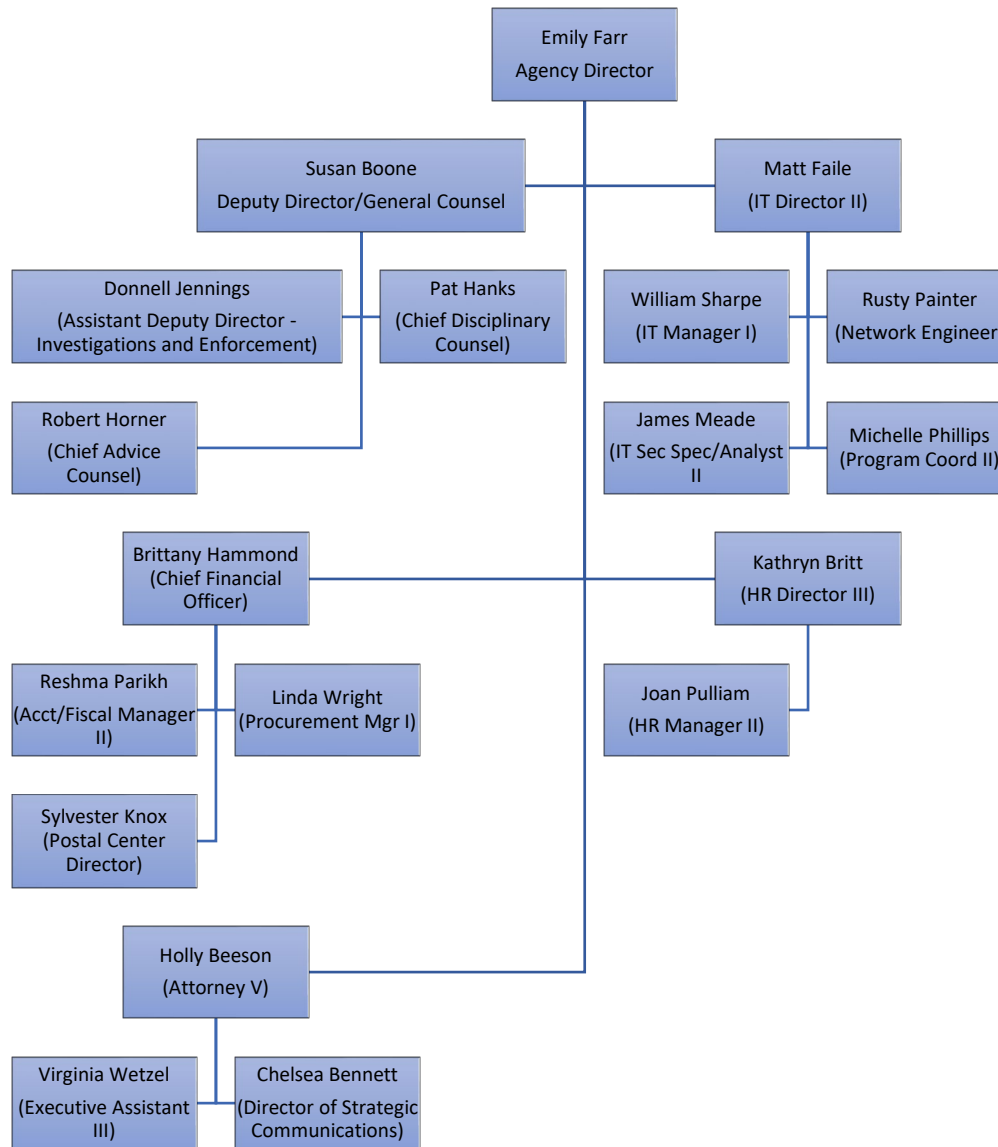 Emily Farr
Agency Director
Susan Boone
Deputy Director/General Counsel
Matt Faile
(IT Director II)
Donnell Jennings
(Assistant Deputy Director -
Investigations and Enforcement)
Pat Hanks
(Chief Disciplinary
Counsel)
William Sharpe
(IT Manager I)
Rusty Painter
(Network Engineer
Robert Horner
(Chief Advice
Counsel)
James Meade
(IT Sec Spec/Analyst
II
Michelle Phillips
(Program Coord II)
Brittany Hammond
(Chief Financial
Officer)
Kathryn Britt
(HR Director III)
Reshma Parikh
(Acct/Fiscal Manager
II)
Linda Wright
(Procurement Mgr I)
Joan Pulliam
(HR Manager II)
Sylvester Knox
(Postal Center
Director)
Holly Beeson
(Attorney V)
Virginia Wetzel
(Executive Assistant
III)
Chelsea Bennett
(Director of Strategic
Communications)